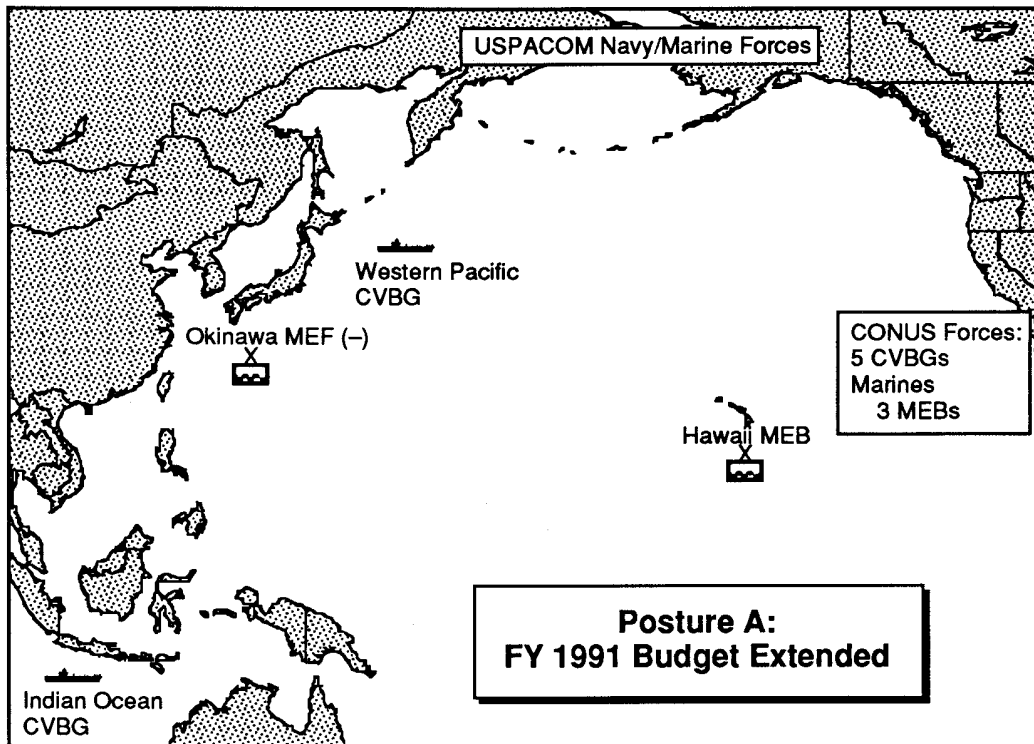 USPACOM Navy/Marine Forces
Western Pacific
CVBG
Okinawa MEF (–)
CONUS Forces:
5 CVBGs
Marines
3 MEBs
Hawaii MEB
Posture A:
FY 1991 Budget Extended
Indian Ocean
CVBG